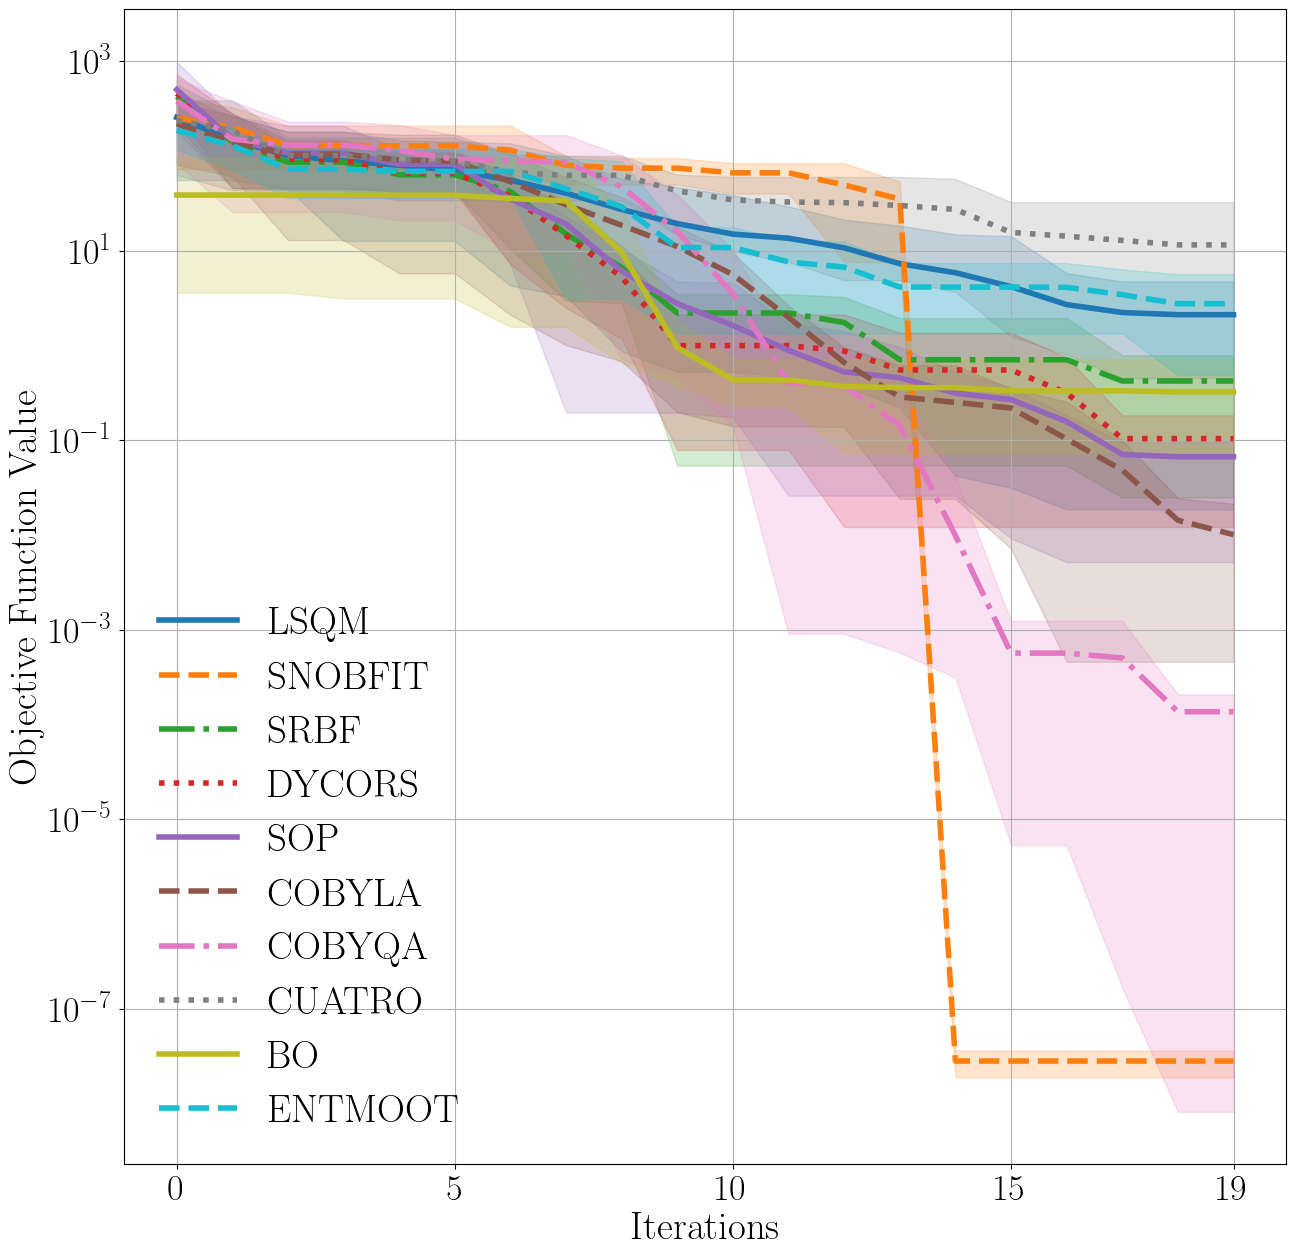 Objective Function Value
10^3
10^1
10^−1
10^−3
10^−5
10^−7
LSQM
SNOBFIT
SRBF
DYCORS
SOP
COBYLA
COBYQA
CUATRO
BO
ENTMOOT
0 5 10 15 19
Iterations